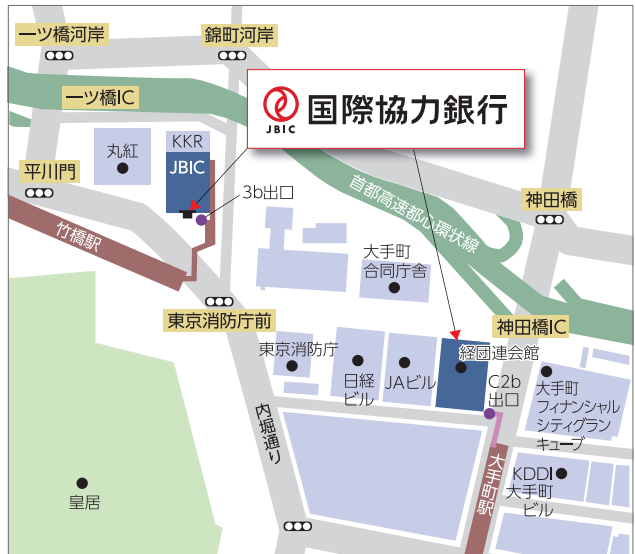 一ツ橋河岸
錦町河岸
一ツ橋IC
JBIC
国際協力銀行
丸紅
KKR
JBIC
平川門
3b出口
首都高速都心環状線
神田橋
竹橋駅
大手町
合同庁舎
東京消防庁前
神田橋IC
東京消防庁
日経
ビル
JAビル
経団連会館
C2b
出口
大手町
フィナンシャル
シティグラン
キューブ
内堀通り
大手町駅
KDDI
大手町
ビル
皇居